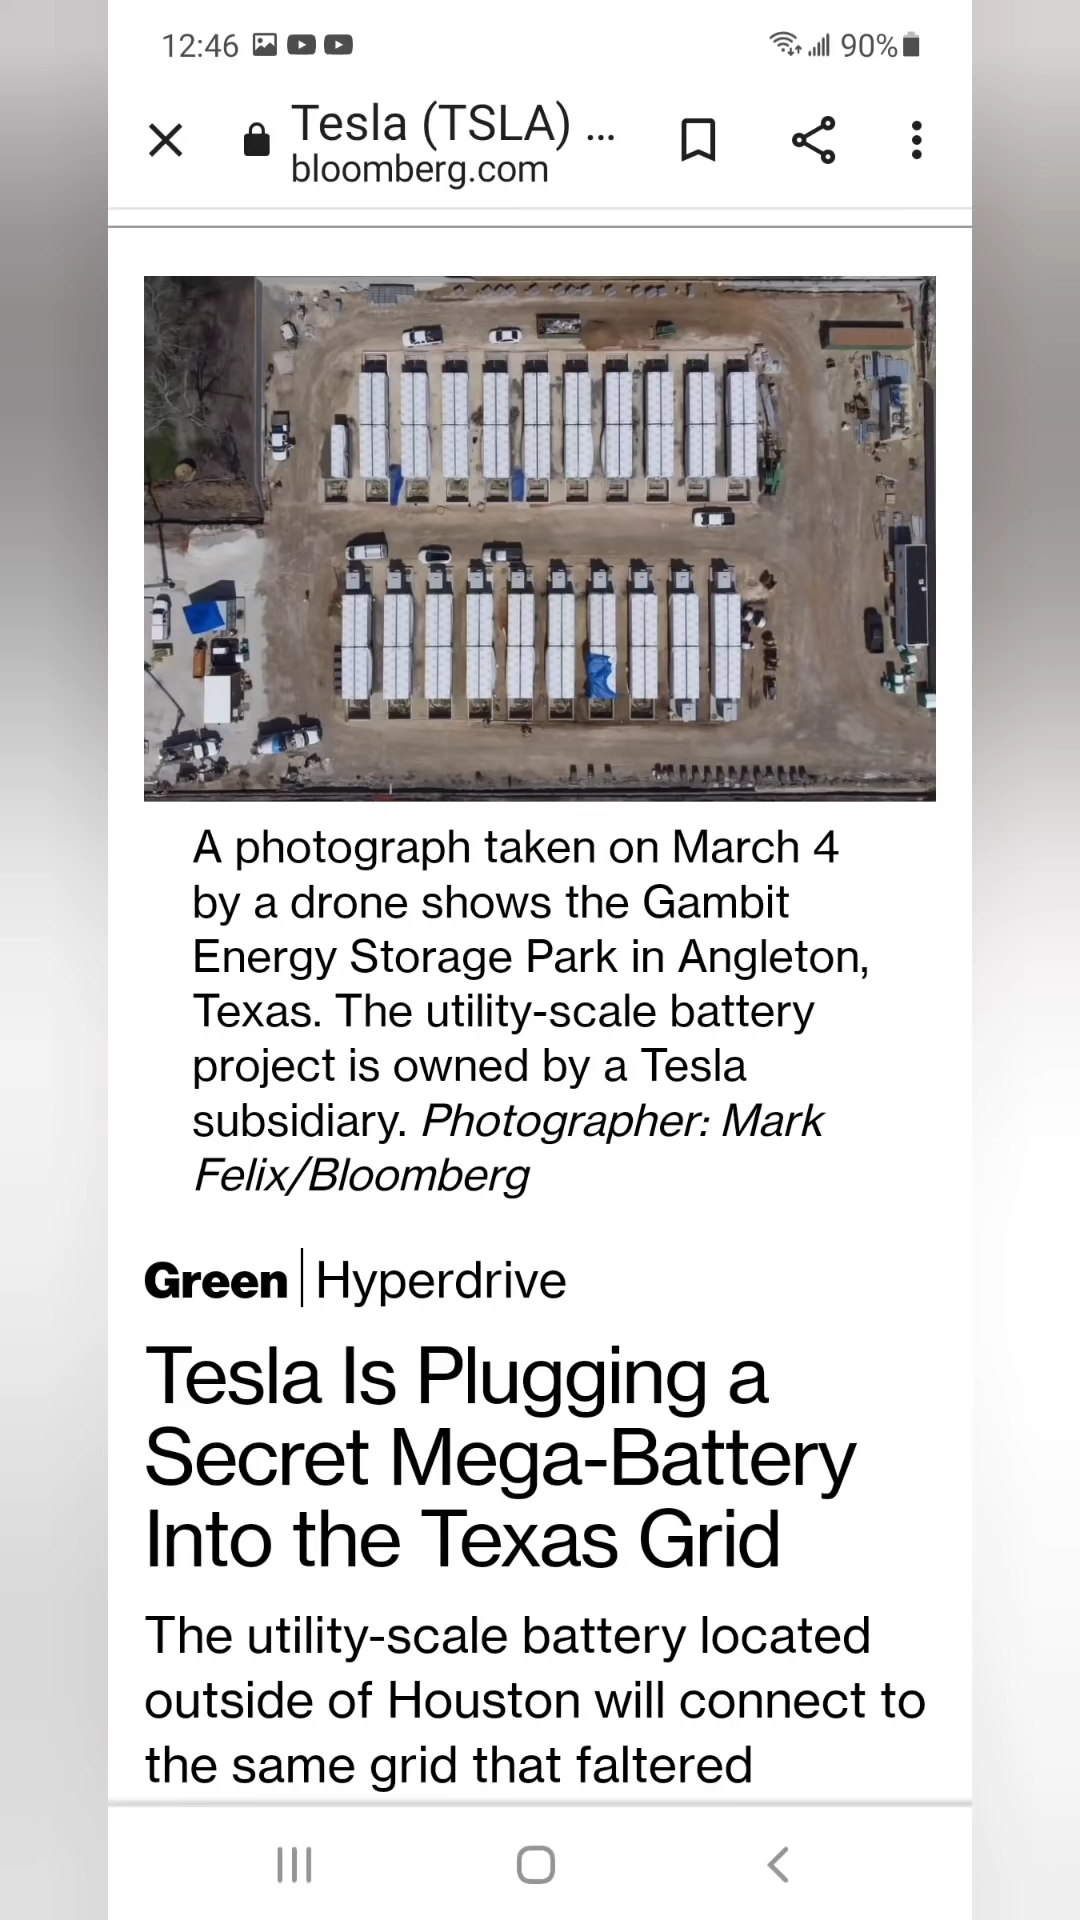 12:46
90%
Tesla (TSLA) ...
bloomberg.com
A photograph taken on March 4
by a drone shows the Gambit
Energy Storage Park in Angleton,
Texas. The utility-scale battery
project is owned by a Tesla
subsidiary. Photographer: Mark
Felix/Bloomberg
Green | Hyperdrive
Tesla Is Plugging a
Secret Mega-Battery
Into the Texas Grid
The utility-scale battery located
outside of Houston will connect to
the same grid that faltered